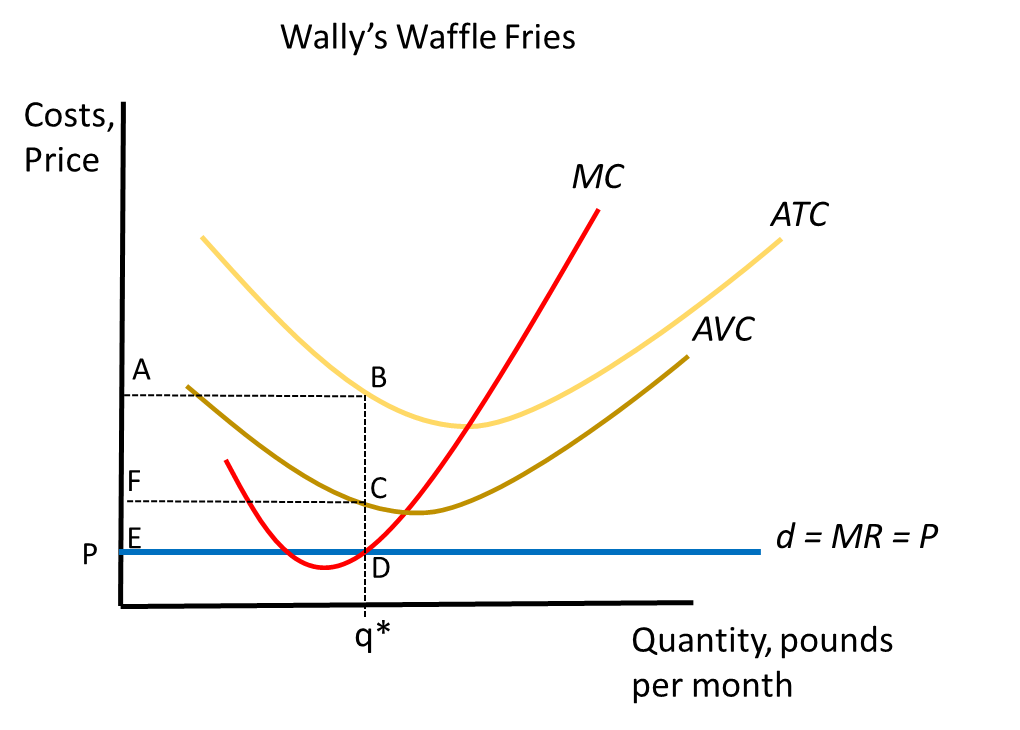 Wally’s Waffle Fries
Costs,
Price
MC
ATC
AVC
A
B
F
C
E
P
d = MR = P
D
q*
Quantity, pounds
per month